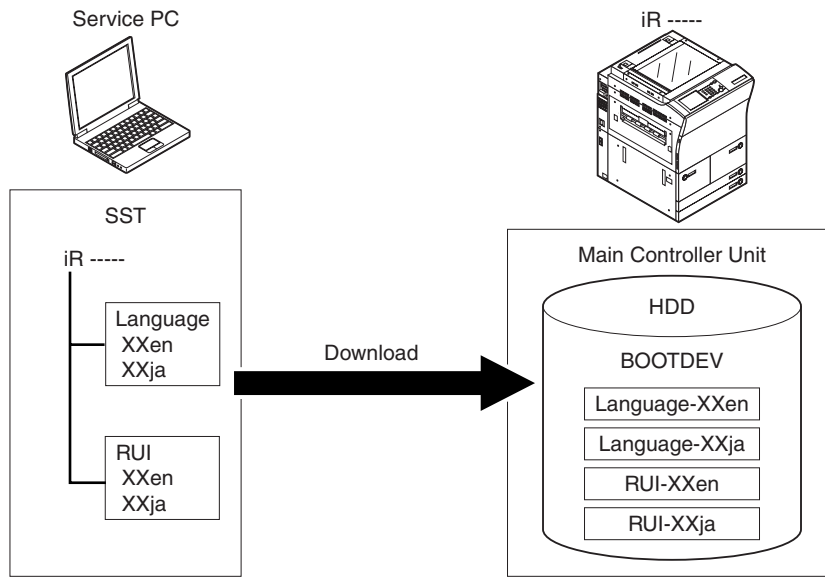 Service PC
iR -----
SST
iR -----
Language
XXen
XXja
RUI
XXen
XXja
Download
Main Controller Unit
HDD
BOOTDEV
Language-XXen
Language-XXja
RUI-XXen
RUI-XXja